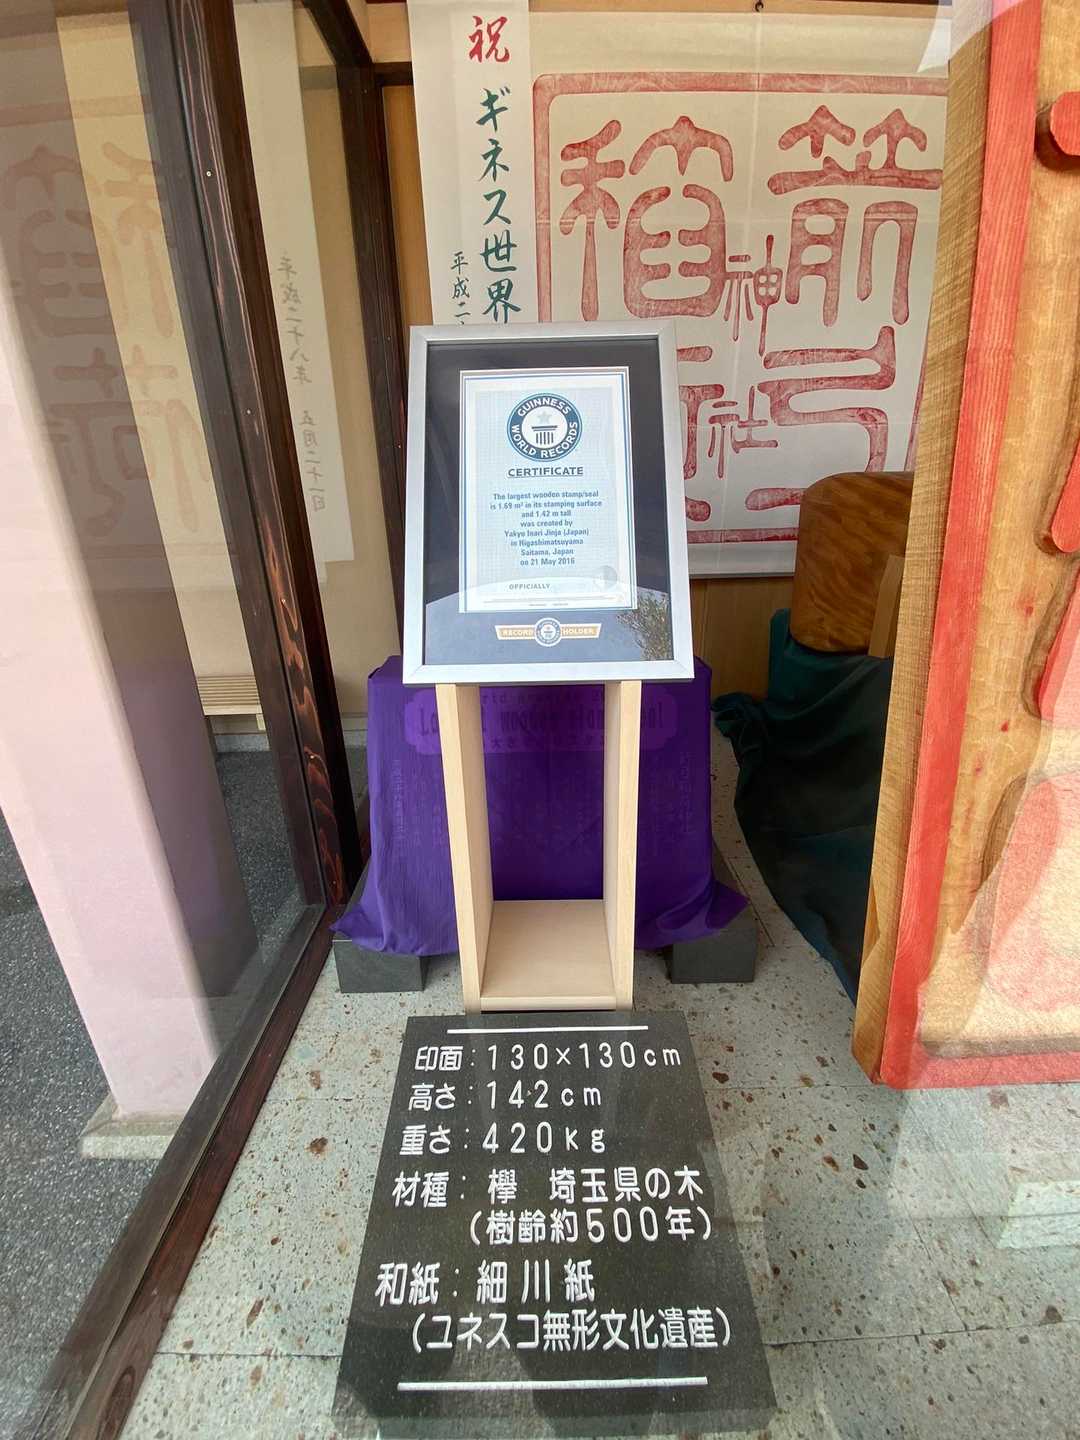 祝 ギネス世界
平成二
平成二十八年 五月二十一日
箭弓
稲荷
神社
GUINNESS
WORLD RECORDS
CERTIFICATE
The largest wooden stamp/seal
is 1.69 m² in its stamping surface
and 1.42 m tall
was created by
Yakyu Inari Jinja (Japan)
in Higashimatsuyama
Saitama, Japan
on 21 May 2016
OFFICIALLY
RECORD HOLDER
印面：130×130cm
高さ：142cm
重さ：420kg
材種：欅 埼玉県の木
(樹齢約500年)
和紙：細川紙
(ユネスコ無形文化遺産)